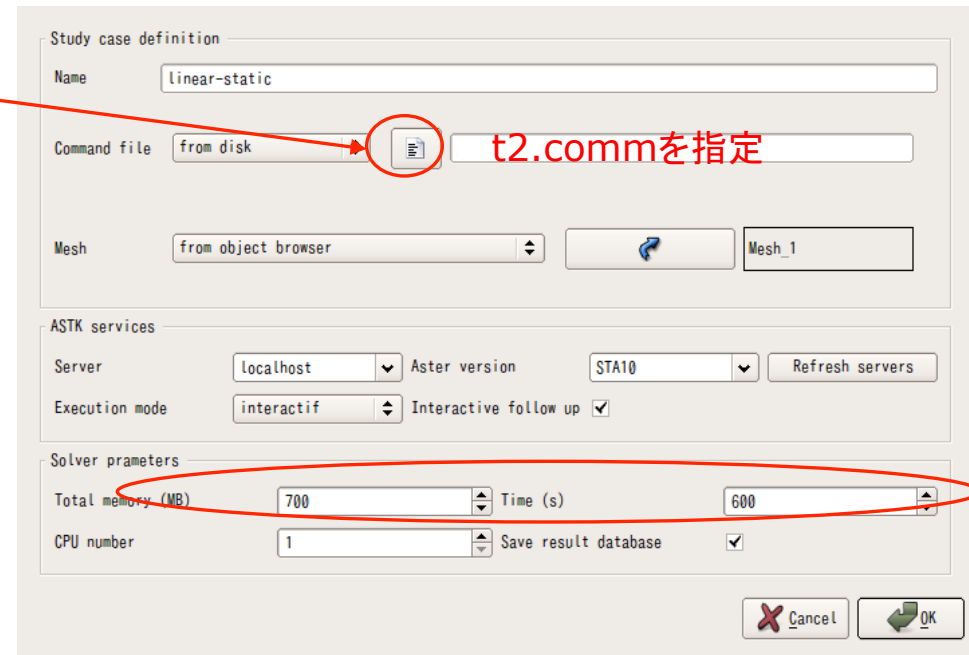 Study case definition
Name linear-static
Command file from disk t2.commを指定
Mesh from object browser Mesh_1
ASTK services
Server localhost Aster version STA10 Refresh servers
Execution mode interactif Interactive follow up
Solver prameters
Total memory (MB) 700 Time (s) 600
CPU number 1 Save result database
Cancel OK